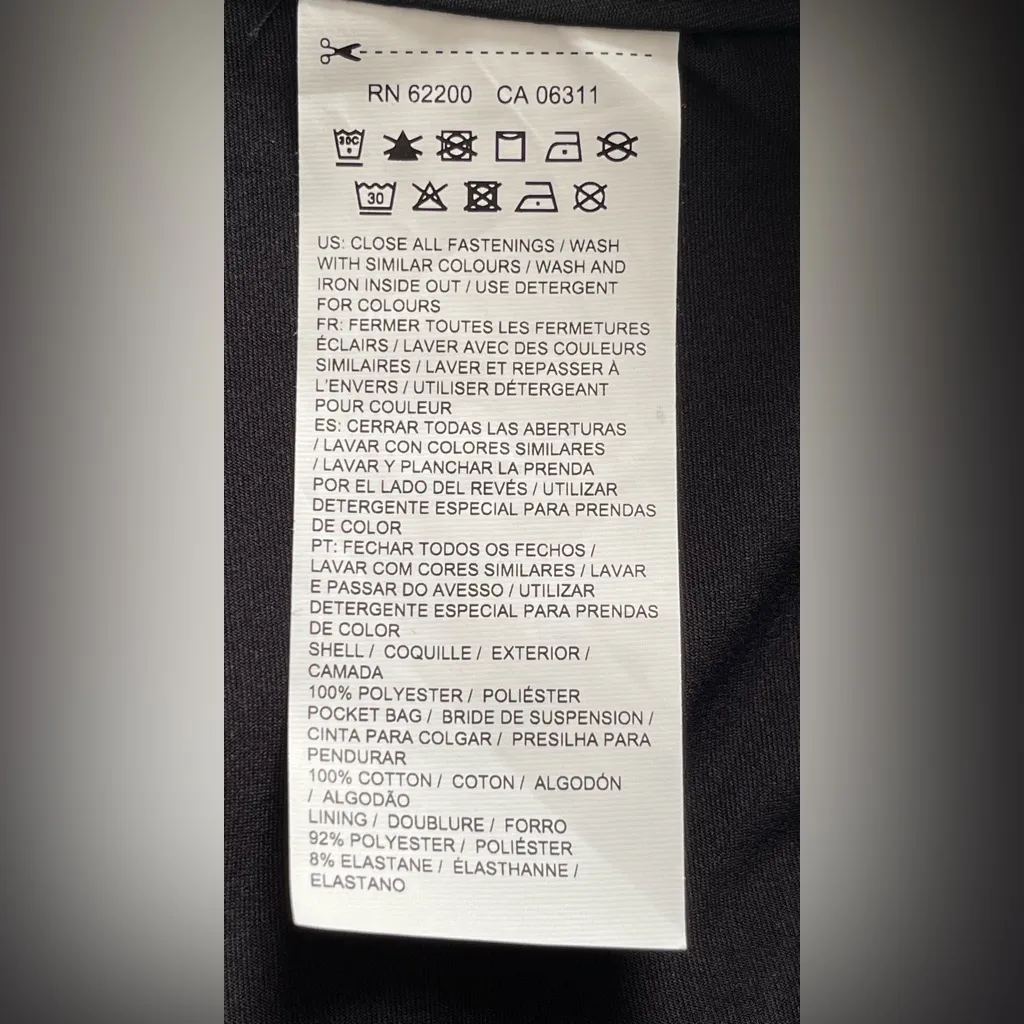 RN 62200 CA 06311
30C
30
US: CLOSE ALL FASTENINGS / WASH
WITH SIMILAR COLOURS / WASH AND
IRON INSIDE OUT / USE DETERGENT
FOR COLOURS
FR: FERMER TOUTES LES FERMETURES
ÉCLAIRS / LAVER AVEC DES COULEURS
SIMILAIRES / LAVER ET REPASSER À
L'ENVERS / UTILISER DÉTERGEANT
POUR COULEUR
ES: CERRAR TODAS LAS ABERTURAS
/ LAVAR CON COLORES SIMILARES
/ LAVAR Y PLANCHAR LA PRENDA
POR EL LADO DEL REVÉS / UTILIZAR
DETERGENTE ESPECIAL PARA PRENDAS
DE COLOR
PT: FECHAR TODOS OS FECHOS /
LAVAR COM CORES SIMILARES / LAVAR
E PASSAR DO AVESSO / UTILIZAR
DETERGENTE ESPECIAL PARA PRENDAS
DE COLOR
SHELL / COQUILLE / EXTERIOR /
CAMADA
100% POLYESTER / POLIÉSTER
POCKET BAG / BRIDE DE SUSPENSION /
CINTA PARA COLGAR / PRESILHA PARA
PENDURAR
100% COTTON / COTON / ALGODÓN
/ ALGODÃO
LINING / DOUBLURE / FORRO
92% POLYESTER / POLIÉSTER
8% ELASTANE / ÉLASTHANNE /
ELASTANO